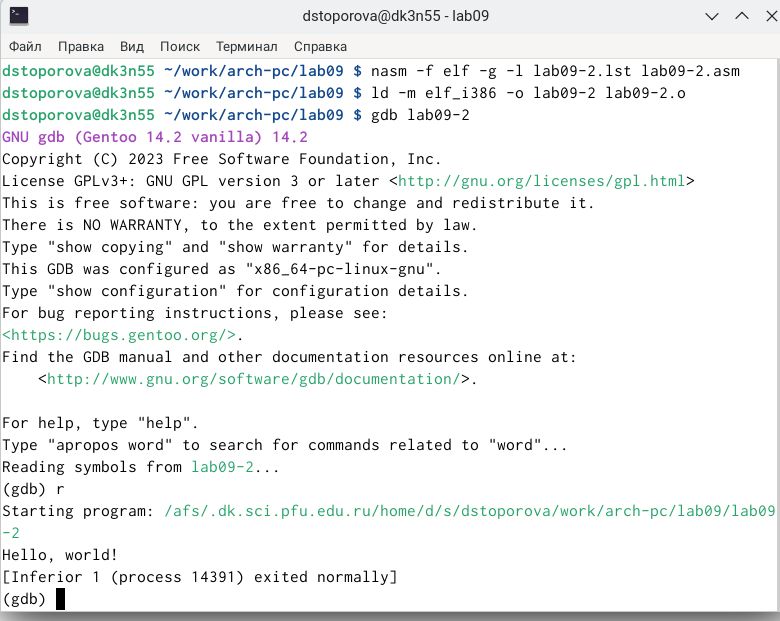 dstoporova@dk3n55 - lab09
Файл Правка Вид Поиск Терминал Справка
dstoporova@dk3n55 ~/work/arch-pc/lab09 $ nasm -f elf -g -l lab09-2.lst lab09-2.asm
dstoporova@dk3n55 ~/work/arch-pc/lab09 $ ld -m elf_i386 -o lab09-2 lab09-2.o
dstoporova@dk3n55 ~/work/arch-pc/lab09 $ gdb lab09-2
GNU gdb (Gentoo 14.2 vanilla) 14.2
Copyright (C) 2023 Free Software Foundation, Inc.
License GPLv3+: GNU GPL version 3 or later <http://gnu.org/licenses/gpl.html>
This is free software: you are free to change and redistribute it.
There is NO WARRANTY, to the extent permitted by law.
Type "show copying" and "show warranty" for details.
This GDB was configured as "x86_64-pc-linux-gnu".
Type "show configuration" for configuration details.
For bug reporting instructions, please see:
<https://bugs.gentoo.org/>.
Find the GDB manual and other documentation resources online at:
    <http://www.gnu.org/software/gdb/documentation/>.

For help, type "help".
Type "apropos word" to search for commands related to "word"...
Reading symbols from lab09-2...
(gdb) r
Starting program: /afs/.dk.sci.pfu.edu.ru/home/d/s/dstoporova/work/arch-pc/lab09/lab09
-2
Hello, world!
[Inferior 1 (process 14391) exited normally]
(gdb)